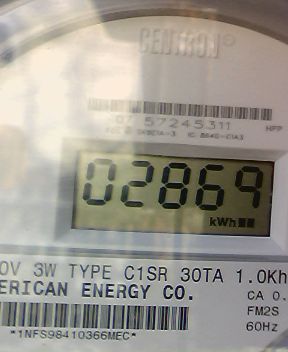 CENTRON®
07 57245311
02869
kWh
0V 3W TYPE C1SR 30TA 1.0Kh
ERICAN ENERGY CO.
CA 0.
FM2S
60Hz
*1NFS98410366MEC*